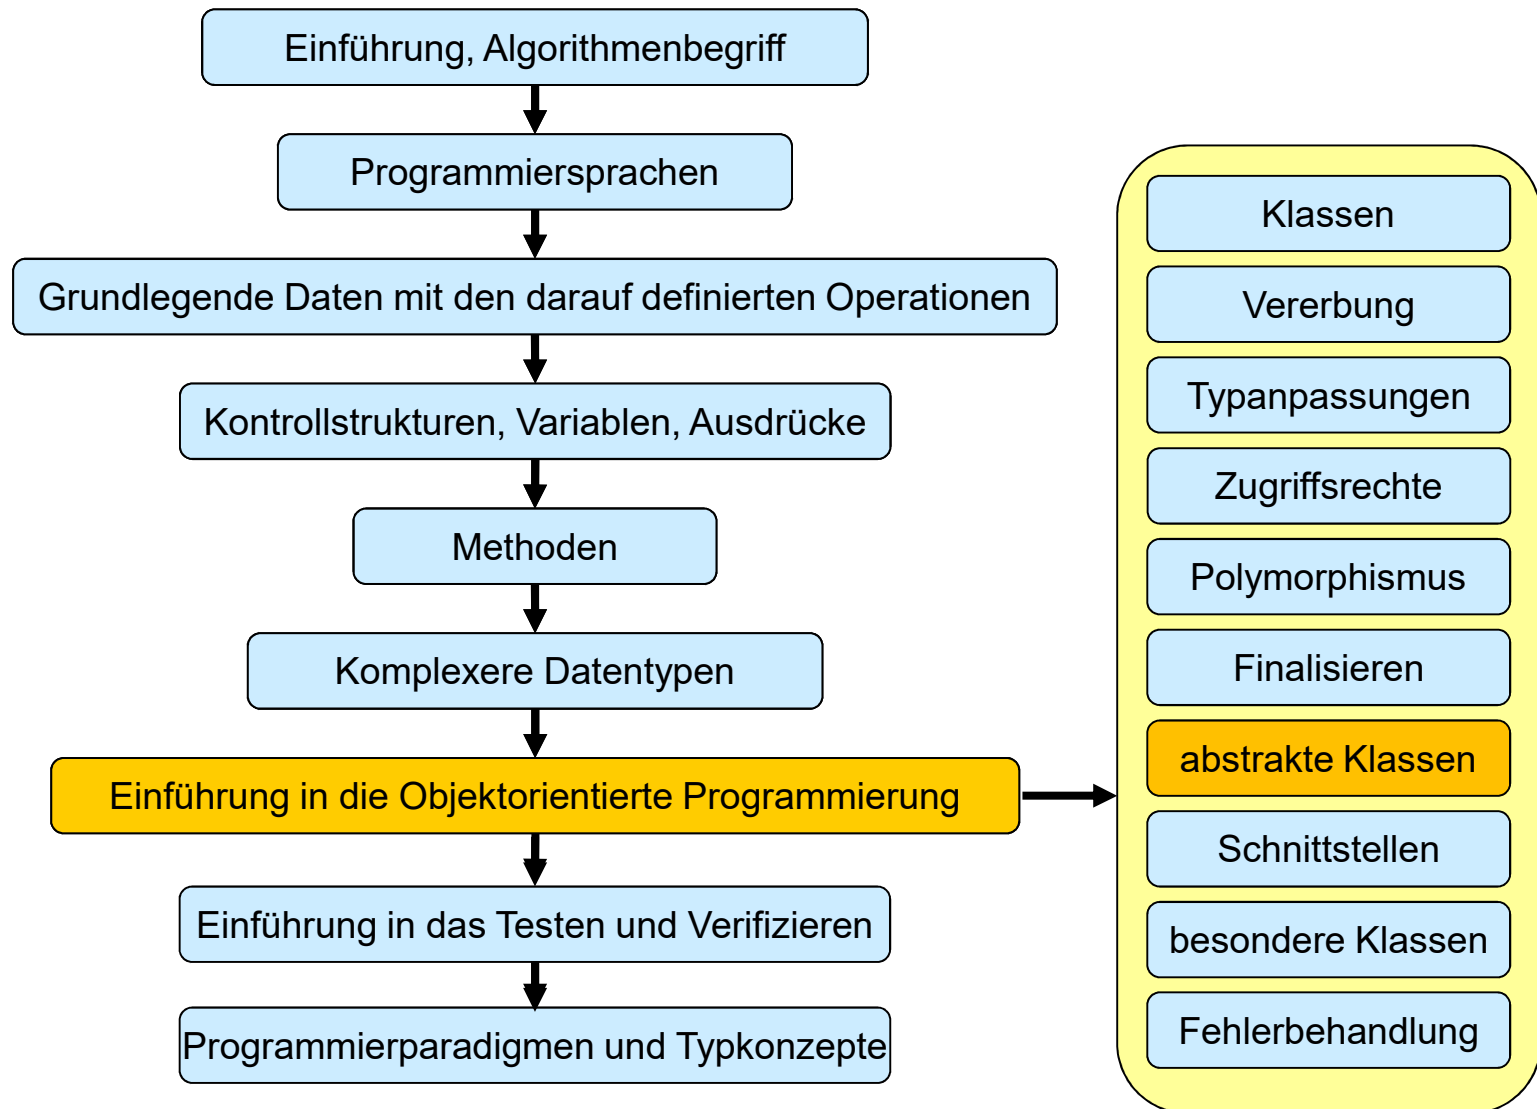 Einführung, Algorithmenbegriff
Programmiersprachen
Grundlegende Daten mit den darauf definierten Operationen
Kontrollstrukturen, Variablen, Ausdrücke
Methoden
Komplexere Datentypen
Einführung in die Objektorientierte Programmierung
Einführung in das Testen und Verifizieren
Programmierparadigmen und Typkonzepte
Klassen
Vererbung
Typanpassungen
Zugriffsrechte
Polymorphismus
Finalisieren
abstrakte Klassen
Schnittstellen
besondere Klassen
Fehlerbehandlung